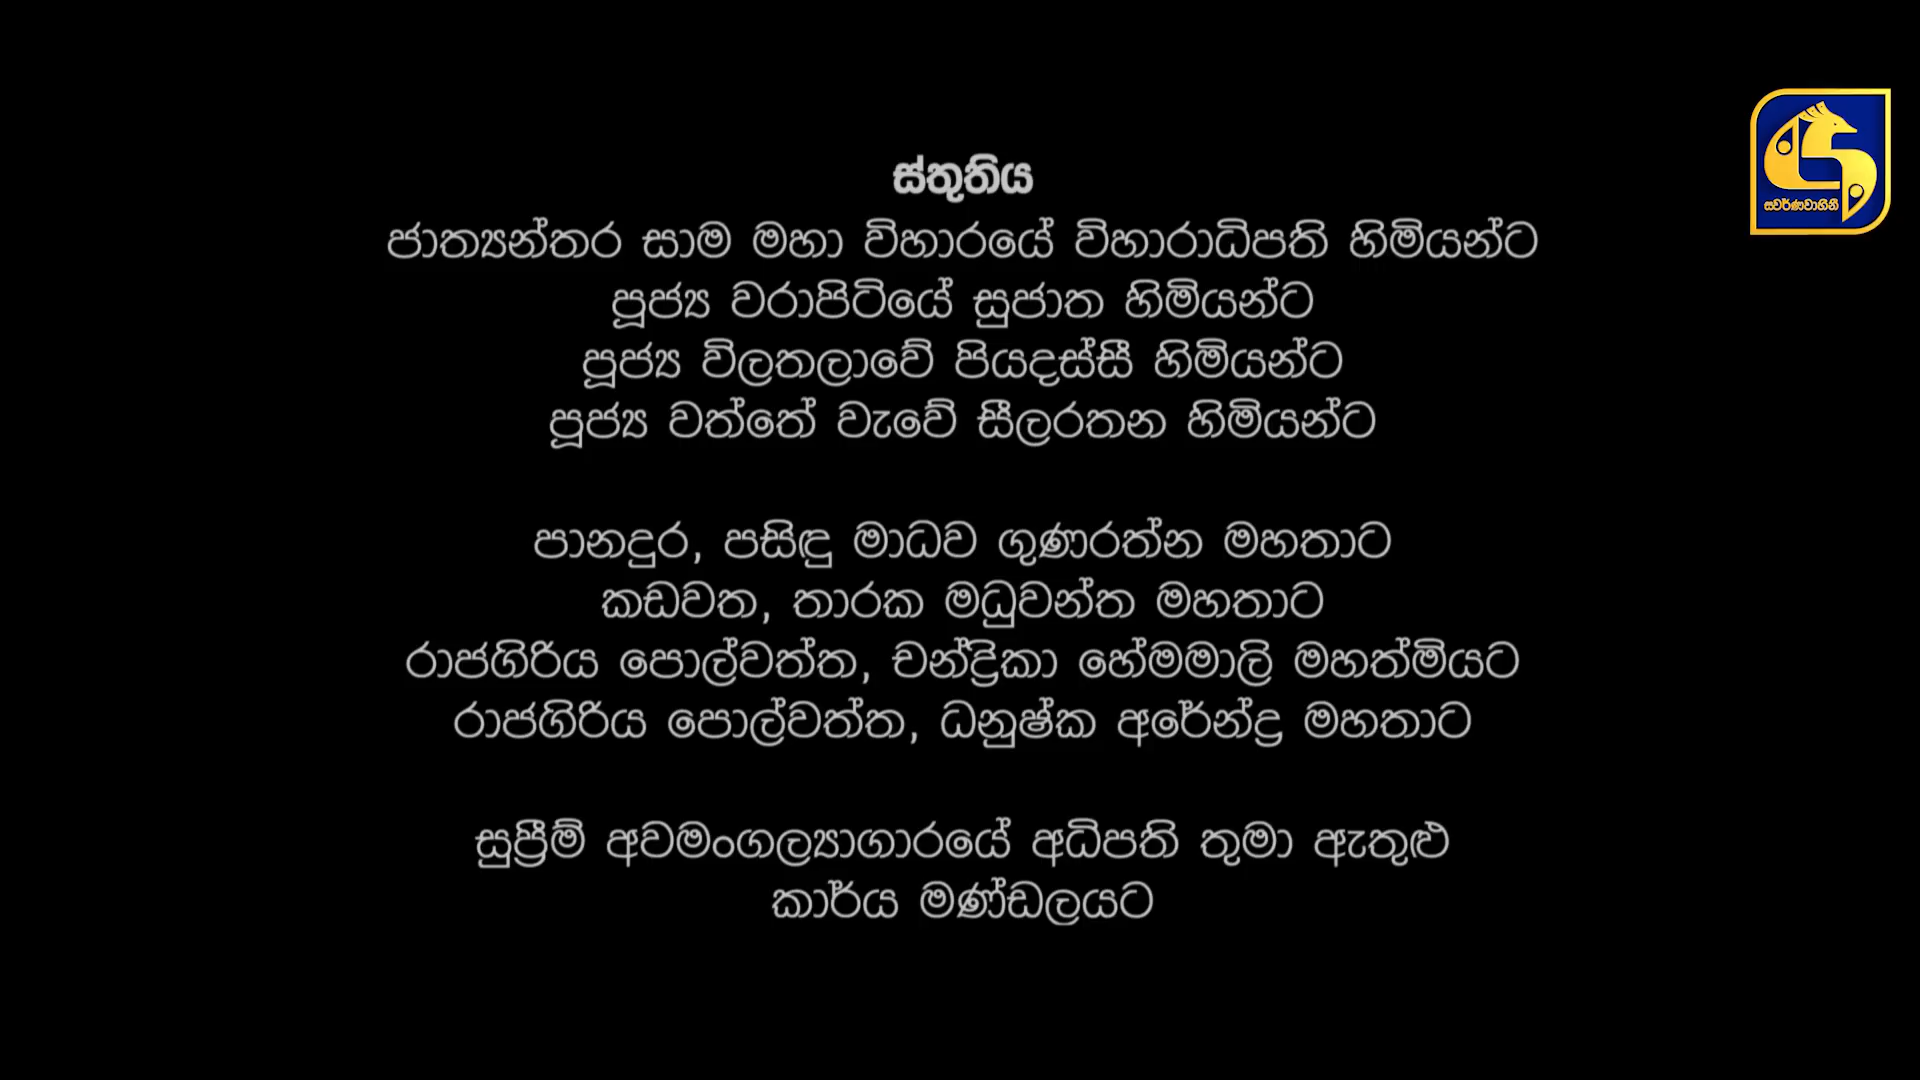 ස්තුතිය
ජාත්‍යන්තර සාම මහා විහාරයේ විහාරාධිපති හිමියන්ට
පූජ්‍ය වරාපිටියේ සුජාත හිමියන්ට
පූජ්‍ය විලතලාවේ පියදස්සී හිමියන්ට
පූජ්‍ය වත්තේ වැවේ සීලරතන හිමියන්ට
පානදුර, පසිඳු මාධව ගුණරත්න මහතාට
කඩවත, තාරක මධුවන්ත මහතාට
රාජගිරිය පොල්වත්ත, චන්ද්‍රිකා හේමමාලි මහත්මියට
රාජගිරිය පොල්වත්ත, ධනුෂ්ක අරේන්ද්‍ර මහතාට
සුප්‍රීම් අවමංගල්‍යාගාරයේ අධිපති තුමා ඇතුළු
කාර්ය මණ්ඩලයට
ස්වර්ණවාහිනී